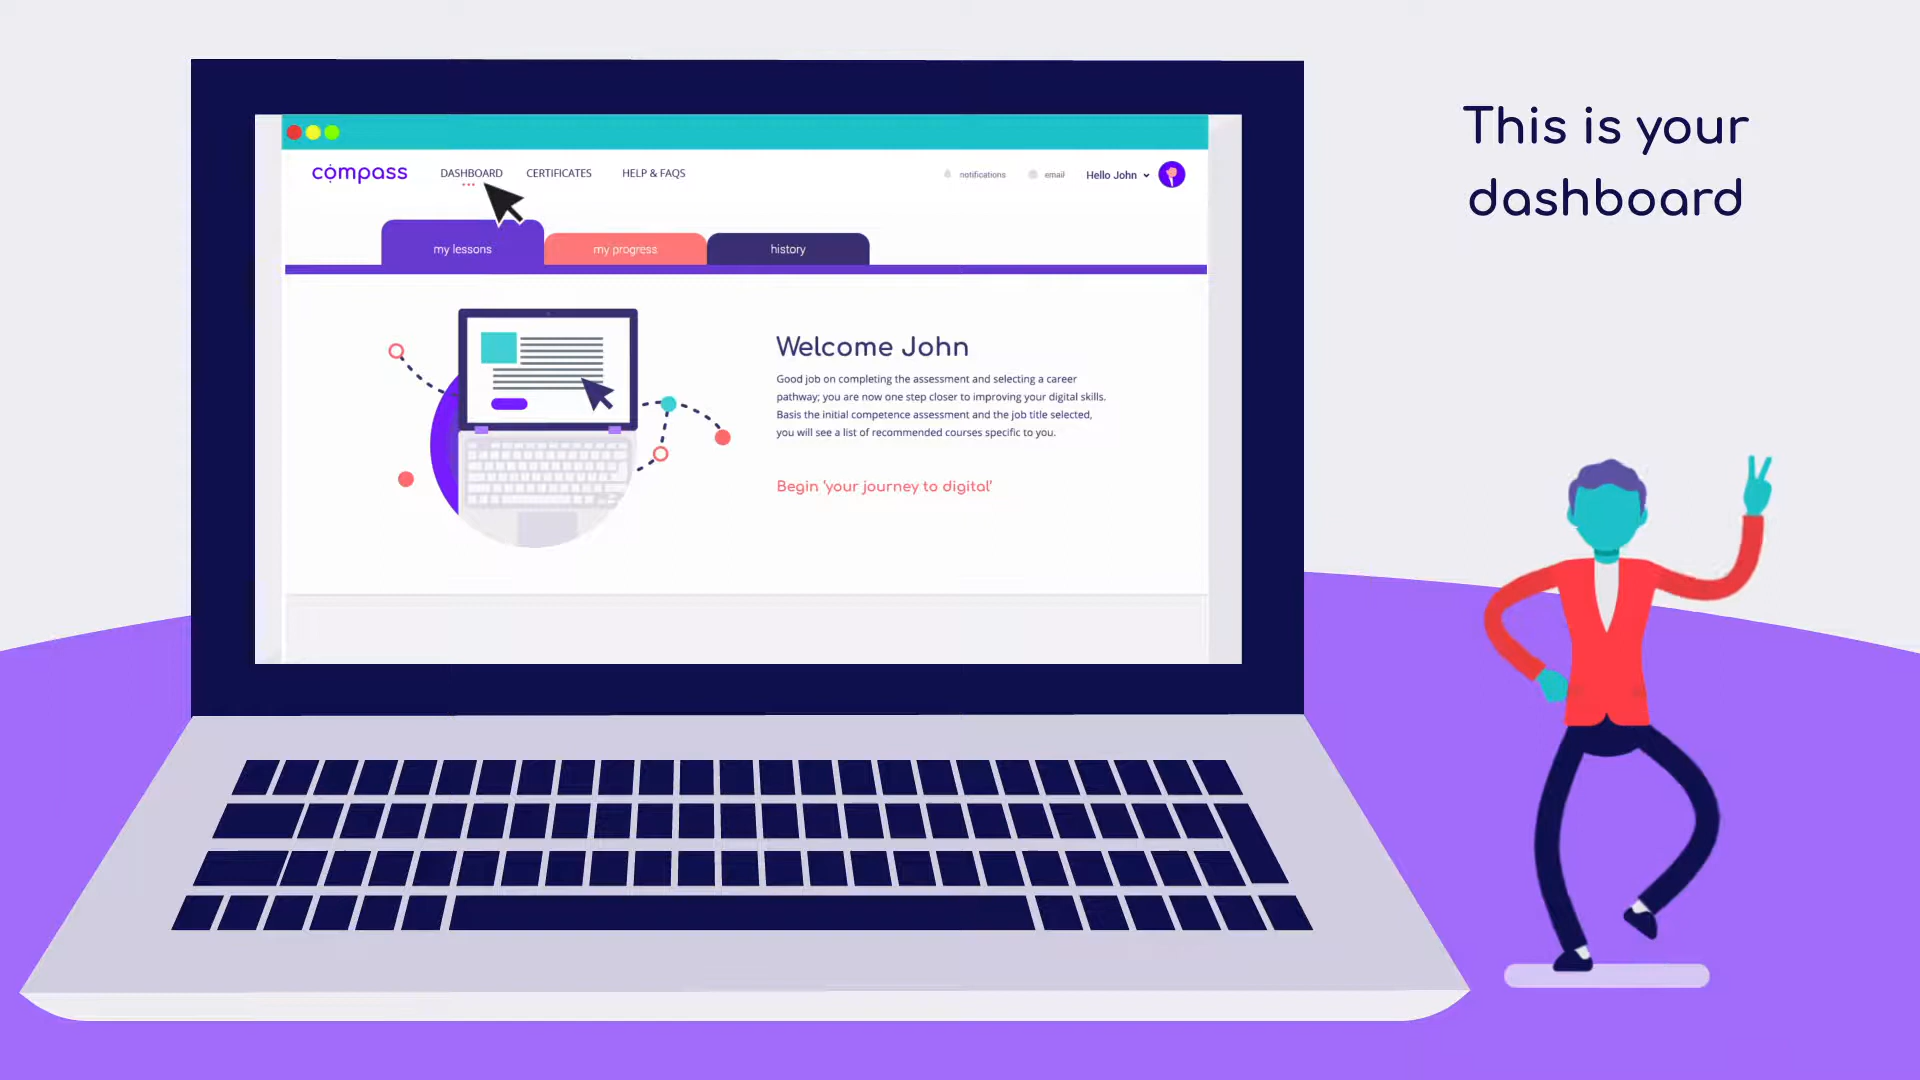 This is your
dashboard
compass
DASHBOARD
CERTIFICATES
HELP & FAQS
notifications
email
Hello John
my lessons
my progress
history
Welcome John
Good job on completing the assessment and selecting a career
pathway; you are now one step closer to improving your digital skills.
Basis the initial competence assessment and the job title selected,
you will see a list of recommended courses specific to you.
Begin ‘your journey to digital’